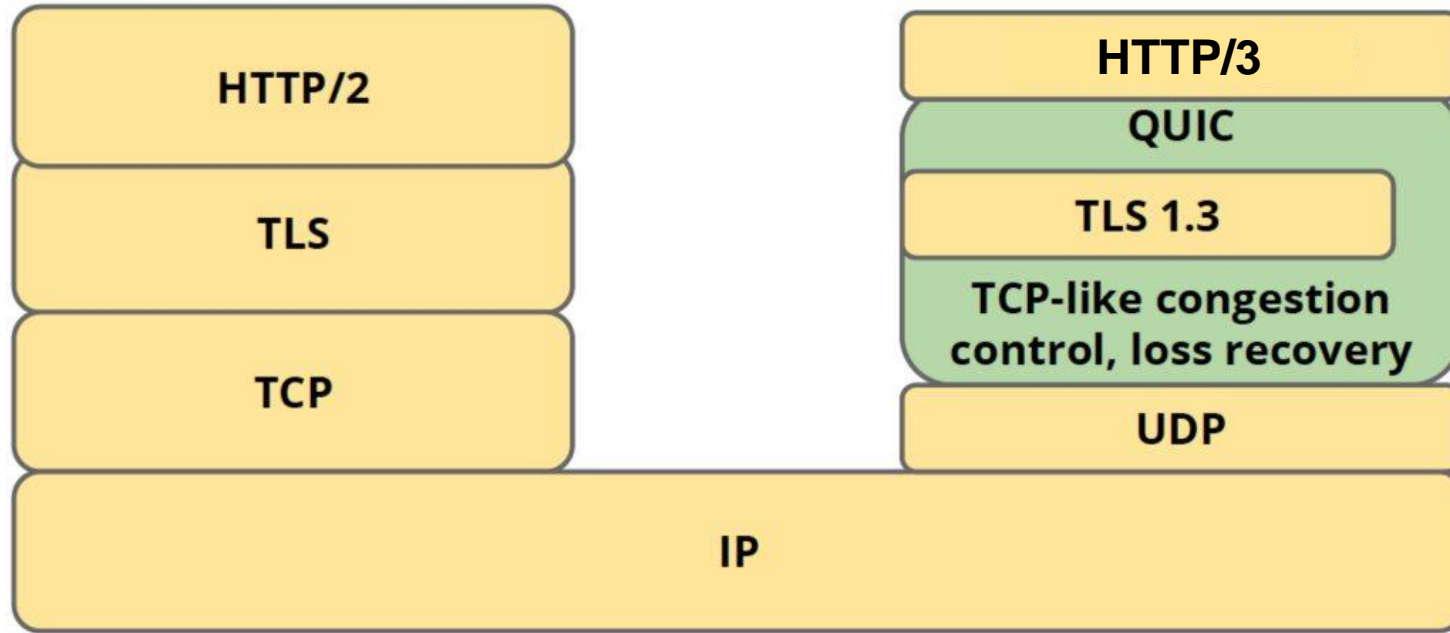 HTTP/2
TLS
TCP
HTTP/3
QUIC
TLS 1.3
TCP-like congestion
control, loss recovery
UDP
IP